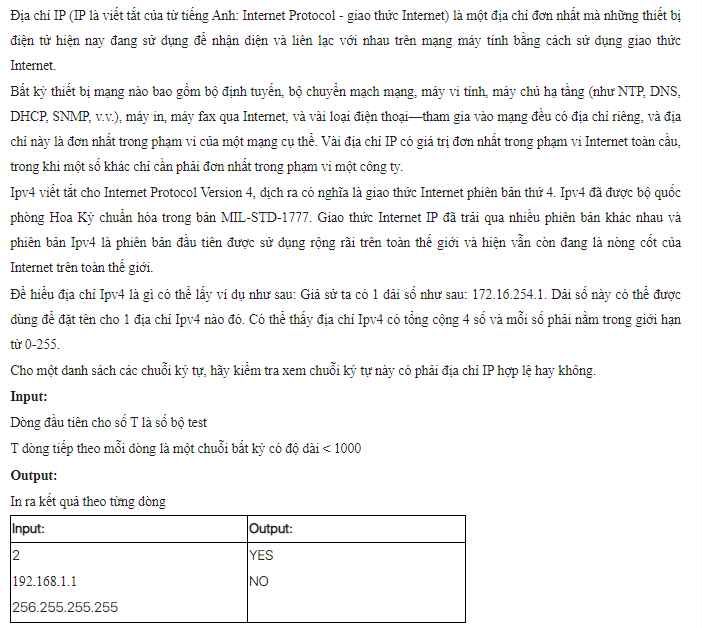 Địa chỉ IP (IP là viết tắt của từ tiếng Anh: Internet Protocol - giao thức Internet) là một địa chỉ đơn nhất mà những thiết bị
điện tử hiện nay đang sử dụng để nhận diện và liên lạc với nhau trên mạng máy tính bằng cách sử dụng giao thức
Internet.
Bất kỳ thiết bị mạng nào bao gồm bộ định tuyến, bộ chuyển mạch mạng, máy vi tính, máy chủ hạ tầng (như NTP, DNS,
DHCP, SNMP, v.v.), máy in, máy fax qua Internet, và vài loại điện thoại—tham gia vào mạng đều có địa chỉ riêng, và địa
chỉ này là đơn nhất trong phạm vi của một mạng cụ thể. Vài địa chỉ IP có giá trị đơn nhất trong phạm vi Internet toàn cầu,
trong khi một số khác chỉ cần phải đơn nhất trong phạm vi một công ty.
Ipv4 viết tắt cho Internet Protocol Version 4, dịch ra có nghĩa là giao thức Internet phiên bản thứ 4. Ipv4 đã được bộ quốc
phòng Hoa Kỳ chuẩn hóa trong bản MIL-STD-1777. Giao thức Internet IP đã trải qua nhiều phiên bản khác nhau và
phiên bản Ipv4 là phiên bản đầu tiên được sử dụng rộng rãi trên toàn thế giới và hiện vẫn còn đang là nòng cốt của
Internet trên toàn thế giới.
Để hiểu địa chỉ Ipv4 là gì có thể lấy ví dụ như sau: Giả sử ta có 1 dải số như sau: 172.16.254.1. Dải số này có thể được
dùng để đặt tên cho 1 địa chỉ Ipv4 nào đó. Có thể thấy địa chỉ Ipv4 có tổng cộng 4 số và mỗi số phải nằm trong giới hạn
từ 0-255.
Cho một danh sách các chuỗi ký tự, hãy kiểm tra xem chuỗi ký tự này có phải địa chỉ IP hợp lệ hay không.
Input:
Dòng đầu tiên cho số T là số bộ test
T dòng tiếp theo mỗi dòng là một chuỗi bất kỳ có độ dài < 1000
Output:
In ra kết quả theo từng dòng
Input: Output:
2 YES
192.168.1.1 NO
256.255.255.255